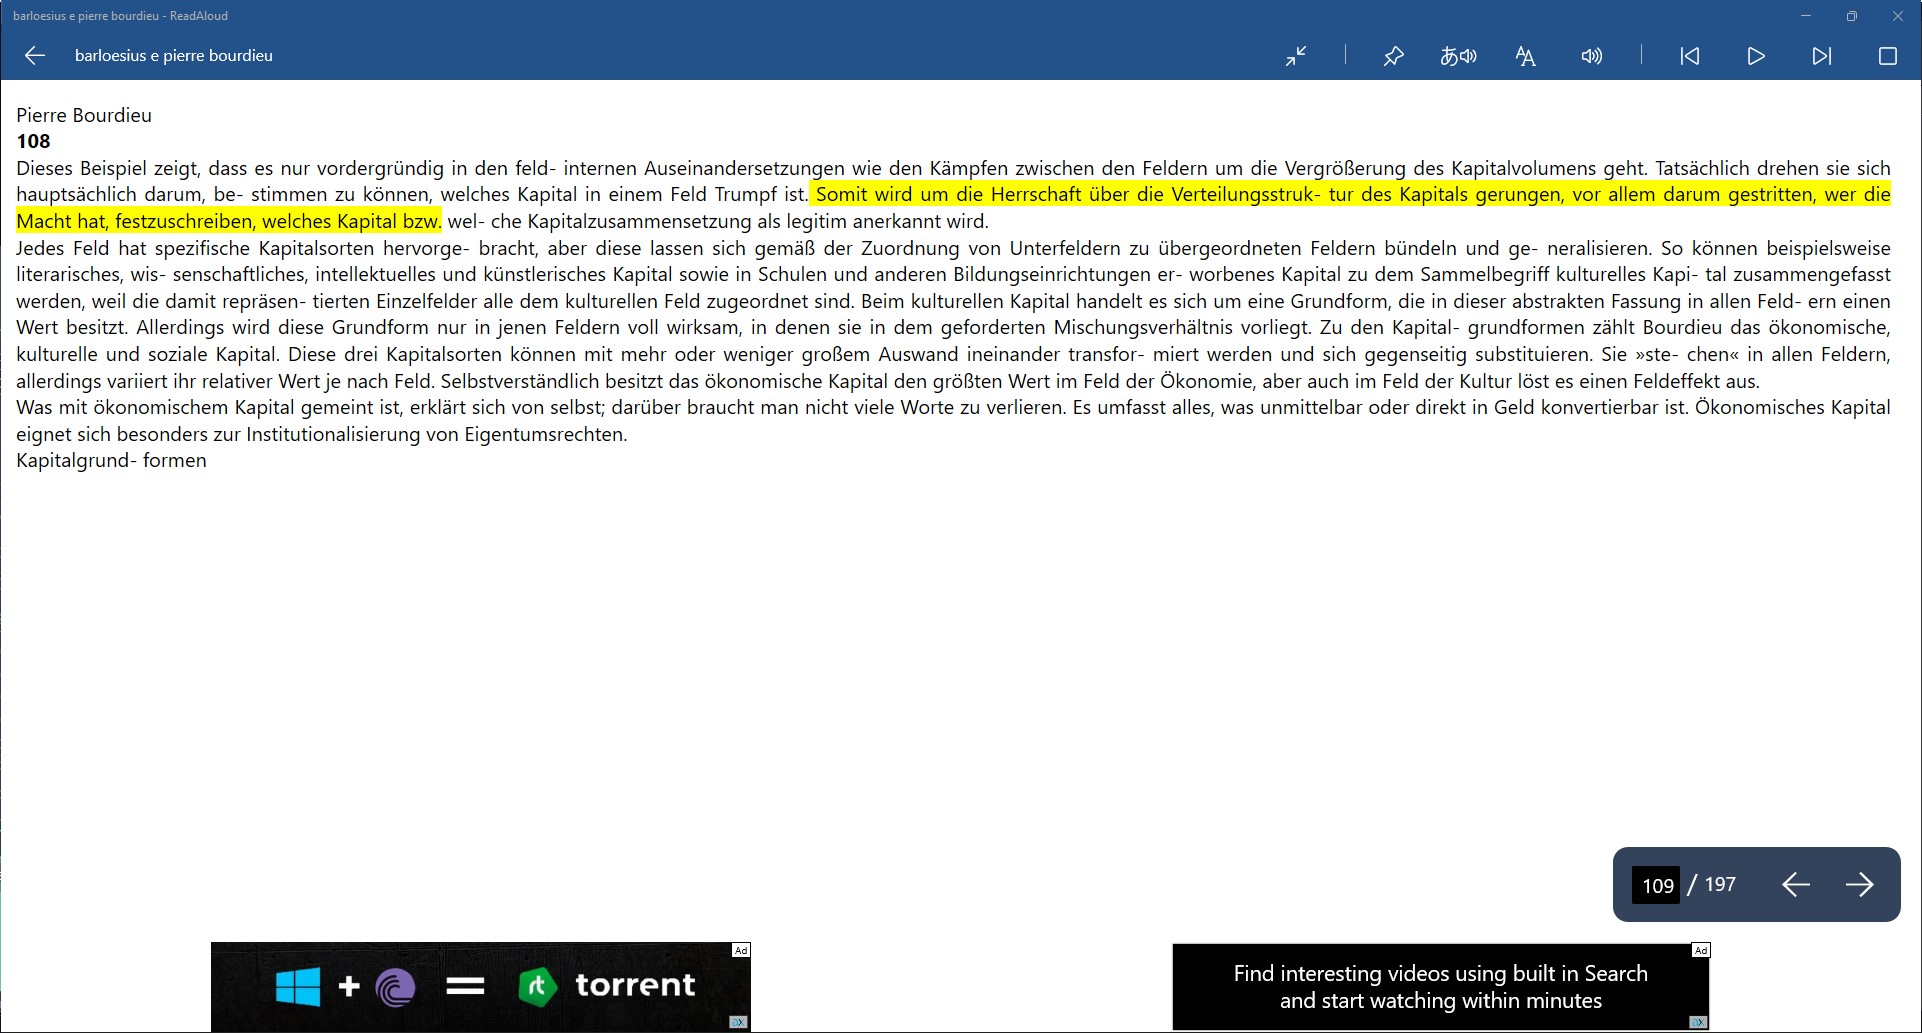 barloesius e pierre bourdieu - ReadAloud
barloesius e pierre bourdieu
Pierre Bourdieu
108
Dieses Beispiel zeigt, dass es nur vordergründig in den feld- internen Auseinandersetzungen wie den Kämpfen zwischen den Feldern um die Vergrößerung des Kapitalvolumens geht. Tatsächlich drehen sie sich
hauptsächlich darum, be- stimmen zu können, welches Kapital in einem Feld Trumpf ist. Somit wird um die Herrschaft über die Verteilungsstruk- tur des Kapitals gerungen, vor allem darum gestritten, wer die
Macht hat, festzuschreiben, welches Kapital bzw. wel- che Kapitalzusammensetzung als legitim anerkannt wird.
Jedes Feld hat spezifische Kapitalsorten hervorge- bracht, aber diese lassen sich gemäß der Zuordnung von Unterfeldern zu übergeordneten Feldern bündeln und ge- neralisieren. So können beispielsweise
literarisches, wis- senschaftliches, intellektuelles und künstlerisches Kapital sowie in Schulen und anderen Bildungseinrichtungen er- worbenes Kapital zu dem Sammelbegriff kulturelles Kapi- tal zusammengefasst
werden, weil die damit repräsen- tierten Einzelfelder alle dem kulturellen Feld zugeordnet sind. Beim kulturellen Kapital handelt es sich um eine Grundform, die in dieser abstrakten Fassung in allen Feld- ern einen
Wert besitzt. Allerdings wird diese Grundform nur in jenen Feldern voll wirksam, in denen sie in dem geforderten Mischungsverhältnis vorliegt. Zu den Kapital- grundformen zählt Bourdieu das ökonomische,
kulturelle und soziale Kapital. Diese drei Kapitalsorten können mit mehr oder weniger großem Auswand ineinander transfor- miert werden und sich gegenseitig substituieren. Sie »ste- chen« in allen Feldern,
allerdings variiert ihr relativer Wert je nach Feld. Selbstverständlich besitzt das ökonomische Kapital den größten Wert im Feld der Ökonomie, aber auch im Feld der Kultur löst es einen Feldeffekt aus.
Was mit ökonomischem Kapital gemeint ist, erklärt sich von selbst; darüber braucht man nicht viele Worte zu verlieren. Es umfasst alles, was unmittelbar oder direkt in Geld konvertierbar ist. Ökonomisches Kapital
eignet sich besonders zur Institutionalisierung von Eigentumsrechten.
Kapitalgrund- formen
109 / 197
Ad
+ = rt torrent
Ad
Find interesting videos using built in Search
and start watching within minutes